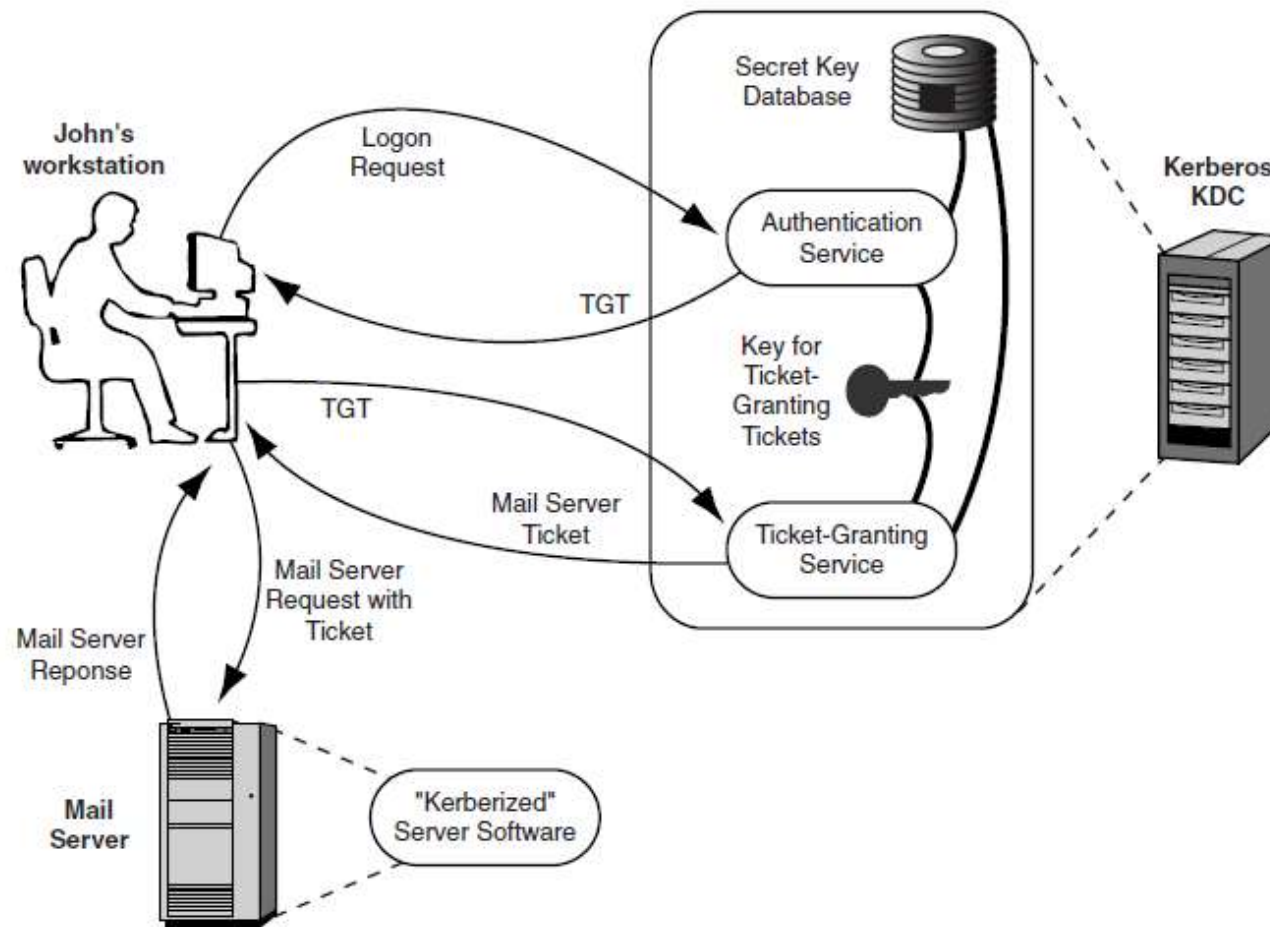 Secret Key
Database
John's
workstation
Logon
Request
Kerberos
KDC
Authentication
Service
TGT
Key for
Ticket-
Granting
Tickets
TGT
Mail Server
Ticket
Ticket-Granting
Service
Mail Server
Request with
Ticket
Mail Server
Reponse
Mail
Server
"Kerberized"
Server Software